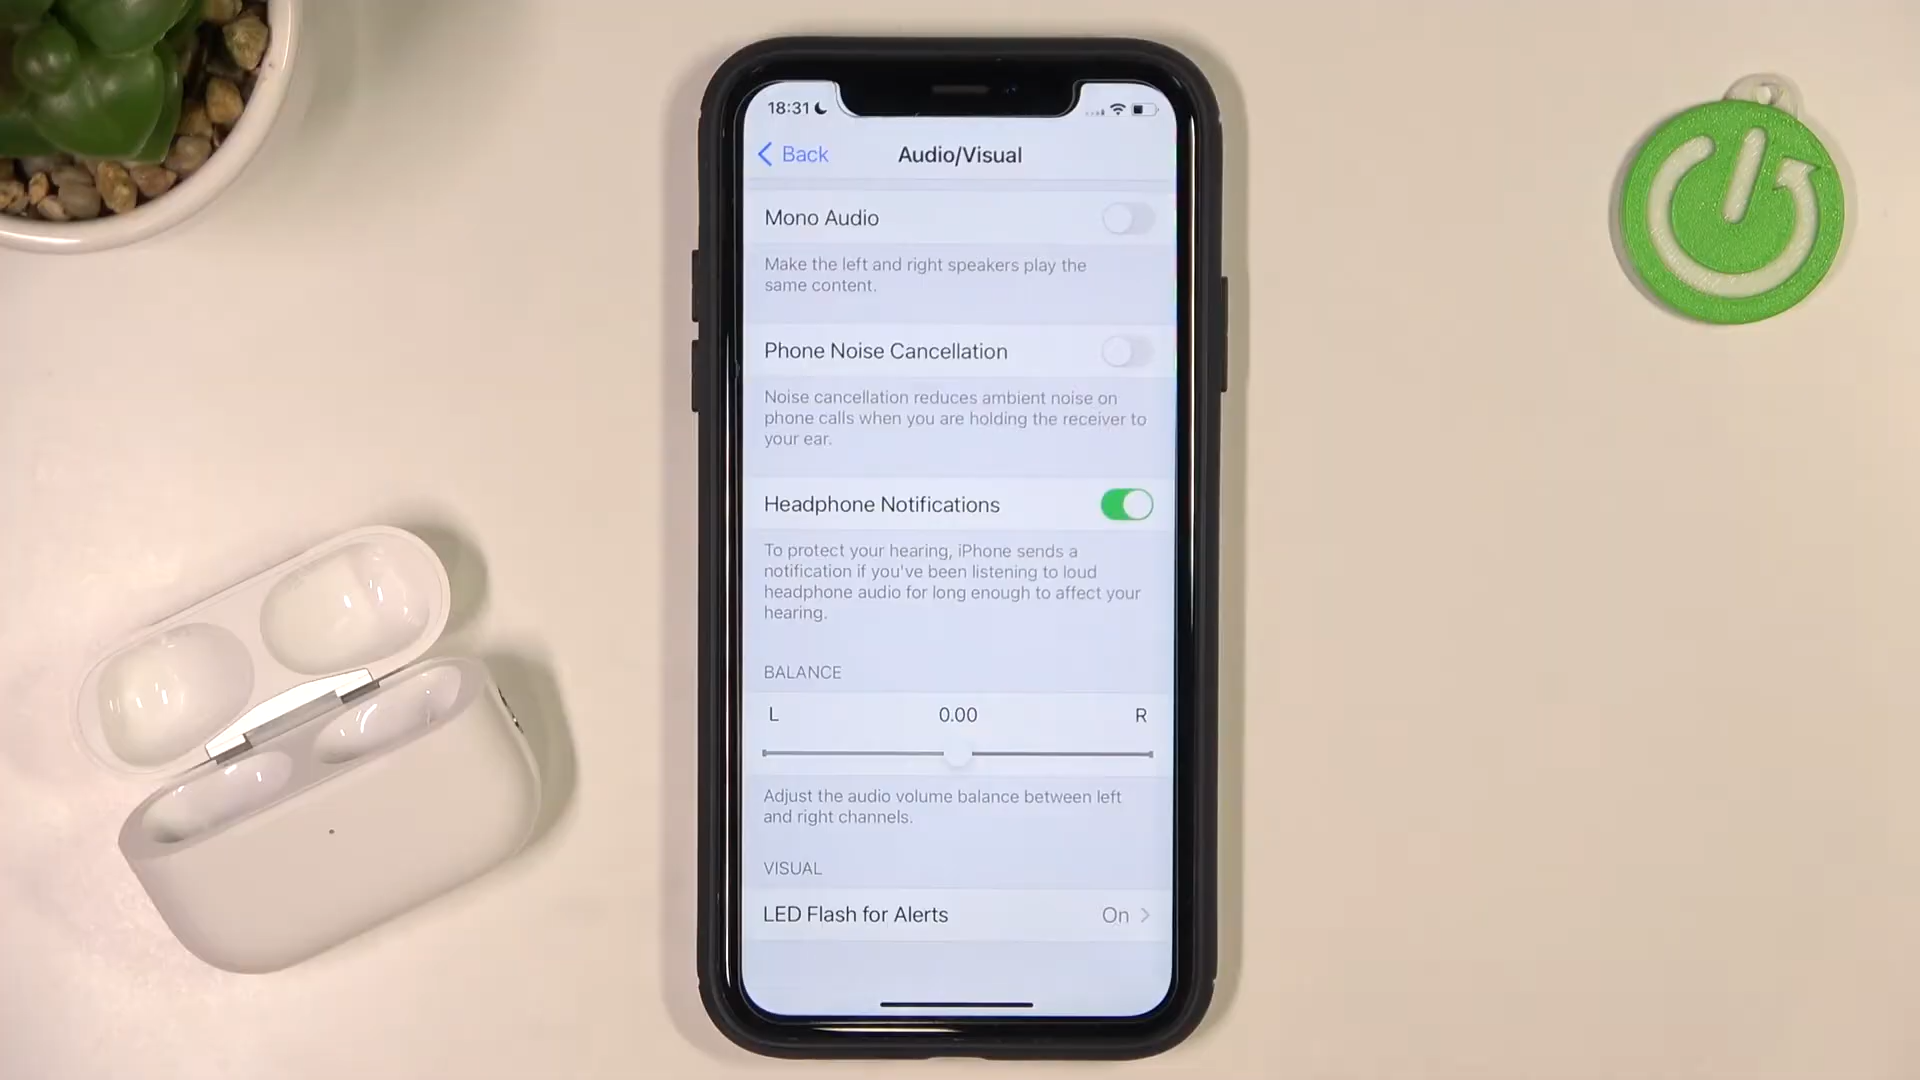 18:31
Back
Audio/Visual
Mono Audio
Make the left and right speakers play the
same content.
Phone Noise Cancellation
Noise cancellation reduces ambient noise on
phone calls when you are holding the receiver to
your ear.
Headphone Notifications
To protect your hearing, iPhone sends a
notification if you've been listening to loud
headphone audio for long enough to affect your
hearing.
BALANCE
L 0.00 R
Adjust the audio volume balance between left
and right channels.
VISUAL
LED Flash for Alerts On